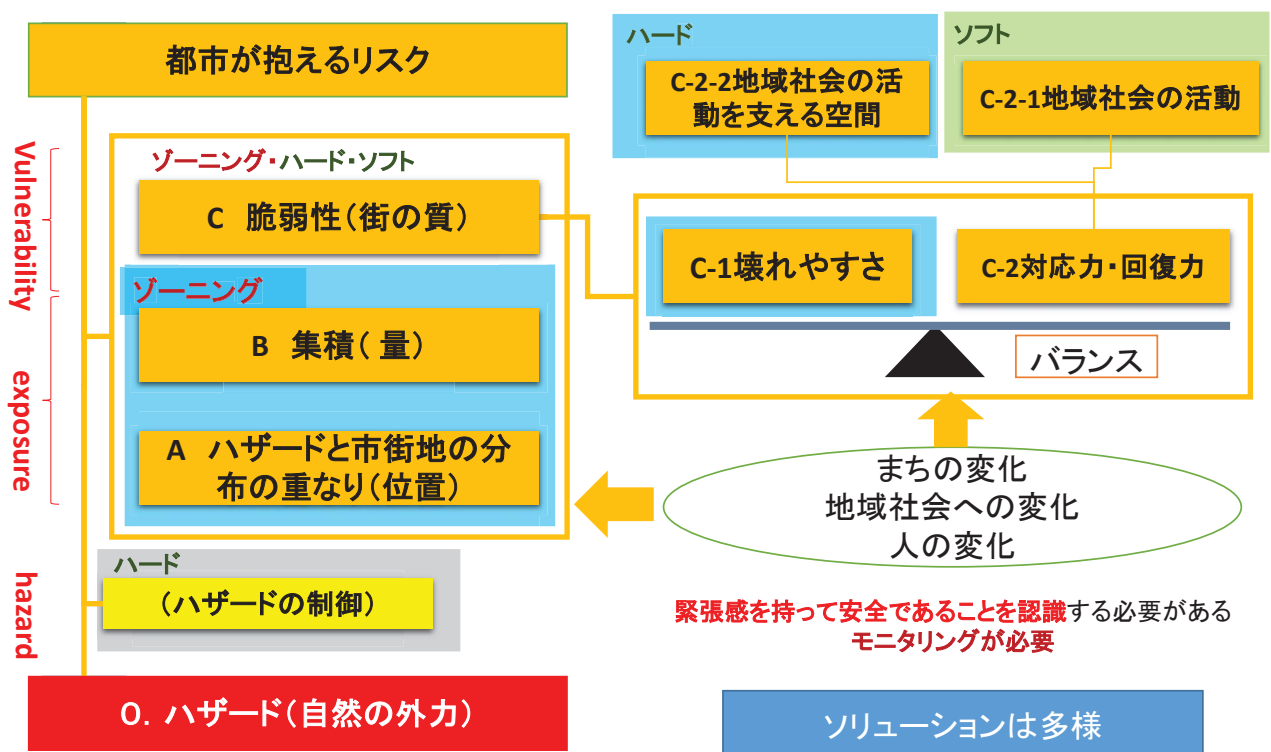 都市が抱えるリスク
Vulnerability
exposure
hazard
ゾーニング・ハード・ソフト
C 脆弱性(街の質)
ゾーニング
B 集積( 量)
A ハザードと市街地の分
布の重なり(位置)
ハード
(ハザードの制御)
0. ハザード(自然の外力)
ハード
C-2-2地域社会の活
動を支える空間
ソフト
C-2-1地域社会の活動
C-1壊れやすさ
C-2対応力・回復力
バランス
まちの変化
地域社会への変化
人の変化
緊張感を持って安全であることを認識する必要がある
モニタリングが必要
ソリューションは多様